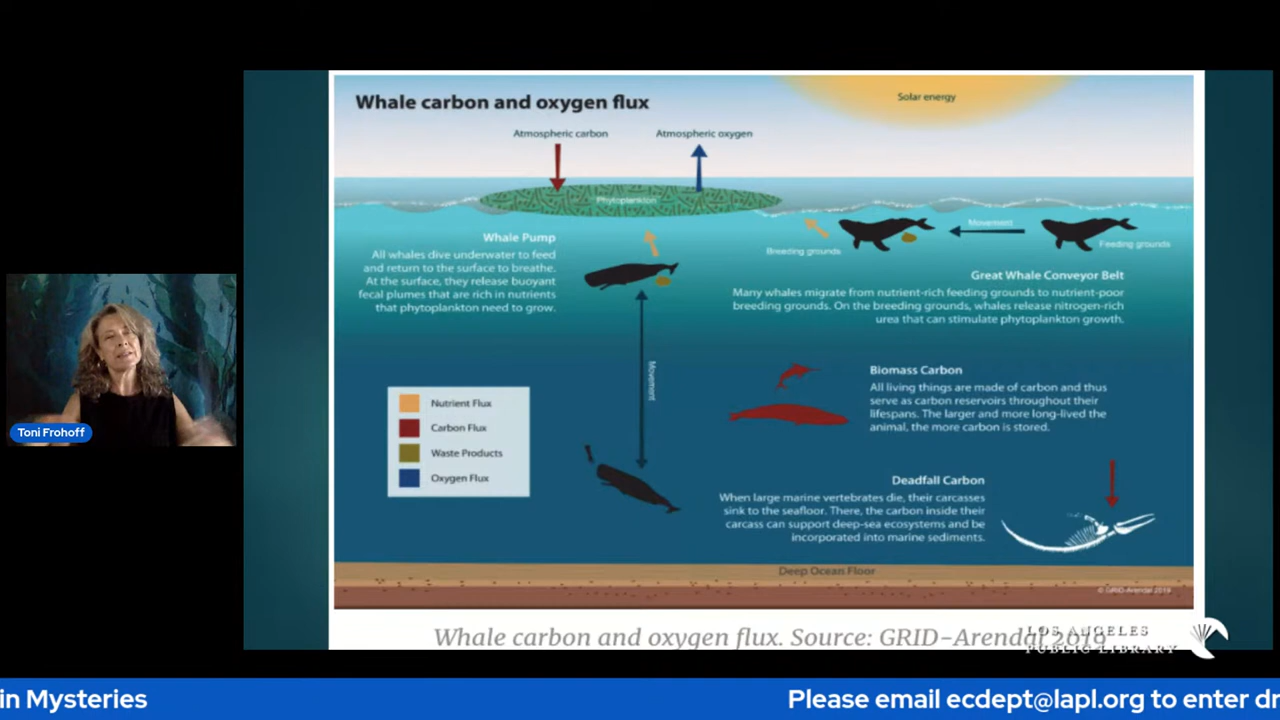 Whale carbon and oxygen flux
Solar energy
Atmospheric carbon
Atmospheric oxygen
Phytoplankton
Whale Pump
All whales dive underwater to feed
and return to the surface to breathe.
At the surface, they release buoyant
fecal plumes that are rich in nutrients
that phytoplankton need to grow.
Breeding grounds
Movement
Feeding grounds
Great Whale Conveyor Belt
Many whales migrate from nutrient-rich feeding grounds to nutrient-poor
breeding grounds. On the breeding grounds, whales release nitrogen-rich
urea that can stimulate phytoplankton growth.
Movement
Biomass Carbon
All living things are made of carbon and thus
serve as carbon reservoirs throughout their
lifespans. The larger and more long-lived the
animal, the more carbon is stored.
Nutrient Flux
Carbon Flux
Waste Products
Oxygen Flux
Deadfall Carbon
When large marine vertebrates die, their carcasses
sink to the seafloor. There, the carbon inside their
carcass can support deep-sea ecosystems and be
incorporated into marine sediments.
Deep Ocean Floor
© GRID-Arendal 2019
Toni Frohoff
Whale carbon and oxygen flux. Source: GRID-Arendal 2019
LOS ANGELES
PUBLIC LIBRARY
in Mysteries
Please email ecdept@lapl.org to enter dr